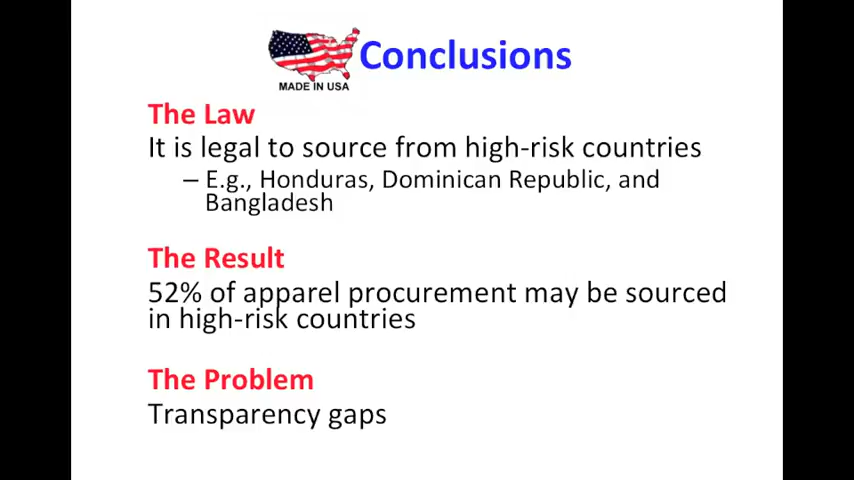 Conclusions
MADE IN USA
The Law
It is legal to source from high-risk countries
– E.g., Honduras, Dominican Republic, and
Bangladesh
The Result
52% of apparel procurement may be sourced
in high-risk countries
The Problem
Transparency gaps